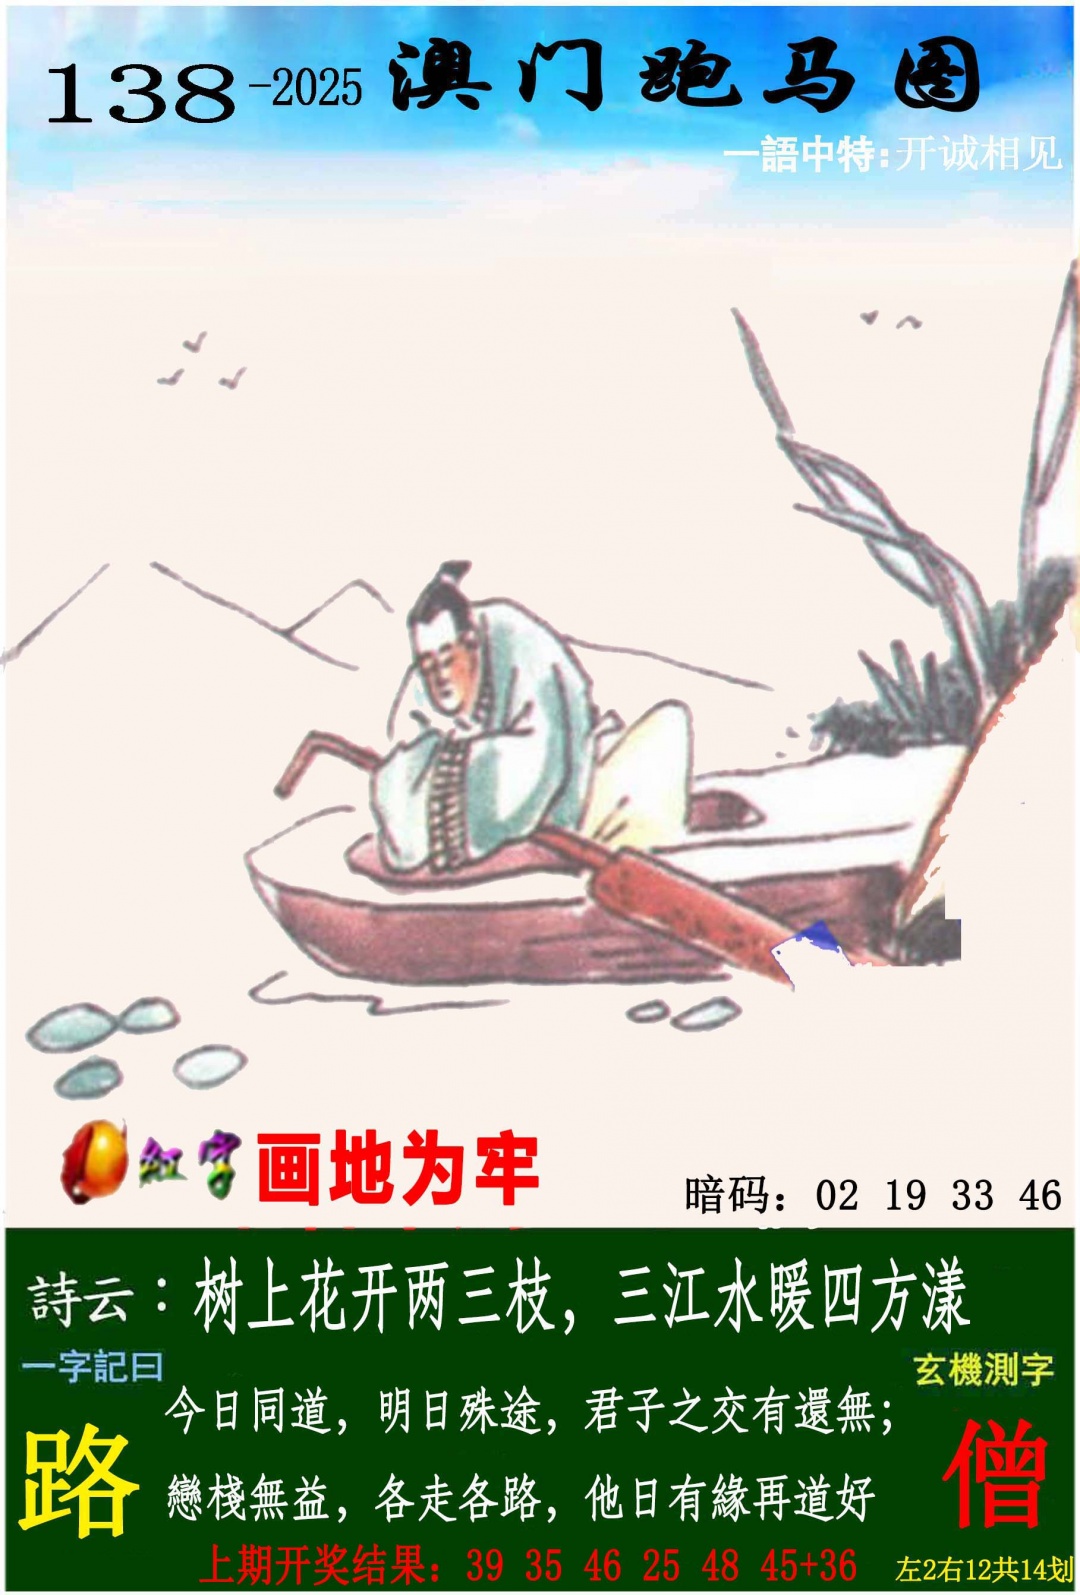 138-2025 澳门跑马图
一語中特:开诚相见
红字 画地为牢
暗码：02 19 33 46
詩云：树上花开两三枝，三江水暖四方漾
一字記曰
玄機測字
今日同道，明日殊途，君子之交有還無；
路
僧
戀棧無益，各走各路，他日有緣再道好
上期开奖结果：39 35 46 25 48 45+36
左2右12共14划